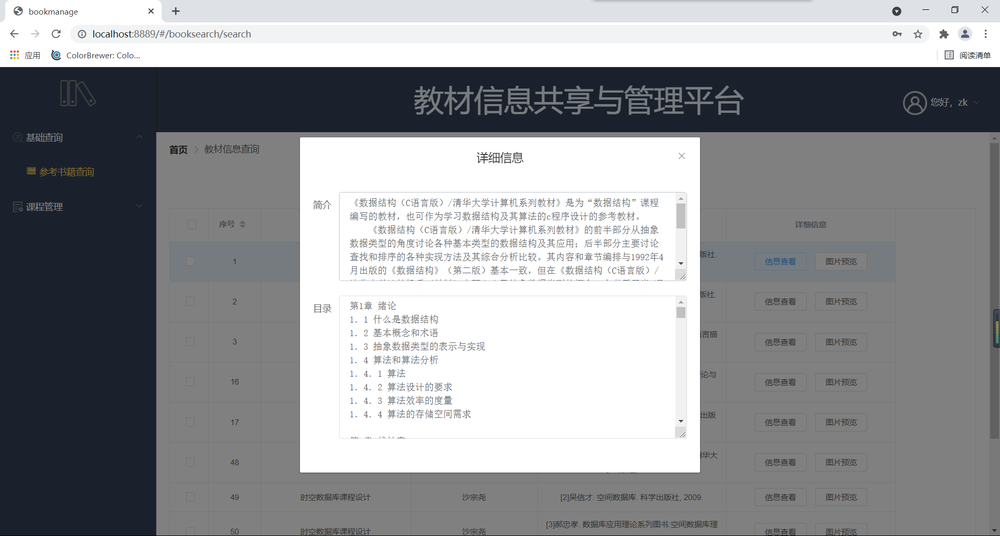 bookmanage
localhost:8889/#/booksearch/search
应用
ColorBrewer: Colo...
阅读清单
教材信息共享与管理平台
您好，zk
基础查询
参考书籍查询
课程管理
首页
教材信息查询
详细信息
简介
《数据结构（C语言版）/清华大学计算机系列教材》是为“数据结构”课程
编写的教材，也可作为学习数据结构及其算法的c程序设计的参考教材。
《数据结构（C语言版）/清华大学计算机系列教材》的前半部分从抽象
数据类型的角度讨论各种基本类型的数据结构及其应用；后半部分主要讨论
查找和排序的各种实现方法及其综合分析比较。其内容和章节编排与1992年4
月出版的《数据结构》（第二版）基本一致，但在《数据结构（C语言版）/
目录
第1章 绪论
1. 1 什么是数据结构
1. 2 基本概念和术语
1. 3 抽象数据类型的表示与实现
1. 4 算法和算法分析
1. 4. 1 算法
1. 4. 2 算法设计的要求
1. 4. 3 算法效率的度量
1. 4. 4 算法的存储空间需求
序号 详细信息
1 版社. 信息查看 图片预览
2 版社. 信息查看 图片预览
3 言描 信息查看 图片预览
16 论与 信息查看 图片预览
17 出版 信息查看 图片预览
48 华大 信息查看 图片预览
49 时空数据库课程设计 沙宗尧 [2]吴信才. 空间数据库. 科学出版社, 2009. 信息查看 图片预览
50 时空数据库课程设计 沙宗尧 [3]郝忠孝. 数据库应用理论系列图书:空间数据库理 信息查看 图片预览